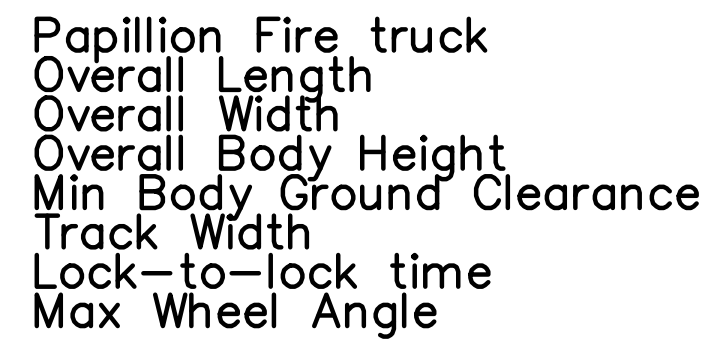 Papillion Fire truck
Overall Length
Overall Width
Overall Body Height
Min Body Ground Clearance
Track Width
Lock-to-lock time
Max Wheel Angle